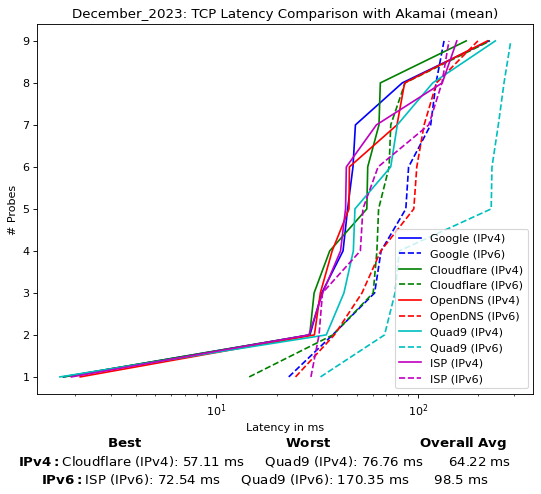 December_2023: TCP Latency Comparison with Akamai (mean)
9
8
7
6
5
4
3
2
1
# Probes
Google (IPv4)
Google (IPv6)
Cloudflare (IPv4)
Cloudflare (IPv6)
OpenDNS (IPv4)
OpenDNS (IPv6)
Quad9 (IPv4)
Quad9 (IPv6)
ISP (IPv4)
ISP (IPv6)
10¹ 10²
Latency in ms
Best Worst Overall Avg
IPv4: Cloudflare (IPv4): 57.11 ms Quad9 (IPv4): 76.76 ms 64.22 ms
IPv6: ISP (IPv6): 72.54 ms Quad9 (IPv6): 170.35 ms 98.5 ms